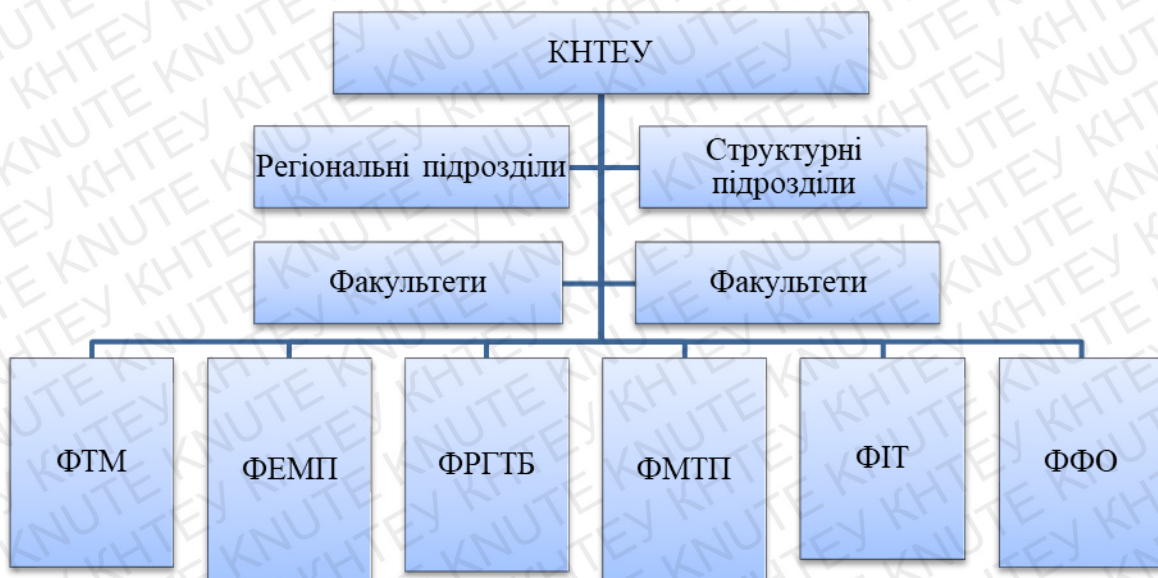 КНТЕУ
Регіональні підрозділи
Структурні
підрозділи
Факультети
Факультети
ФТМ
ФЕМП
ФРГТБ
ФМТП
ФІТ
ФФО